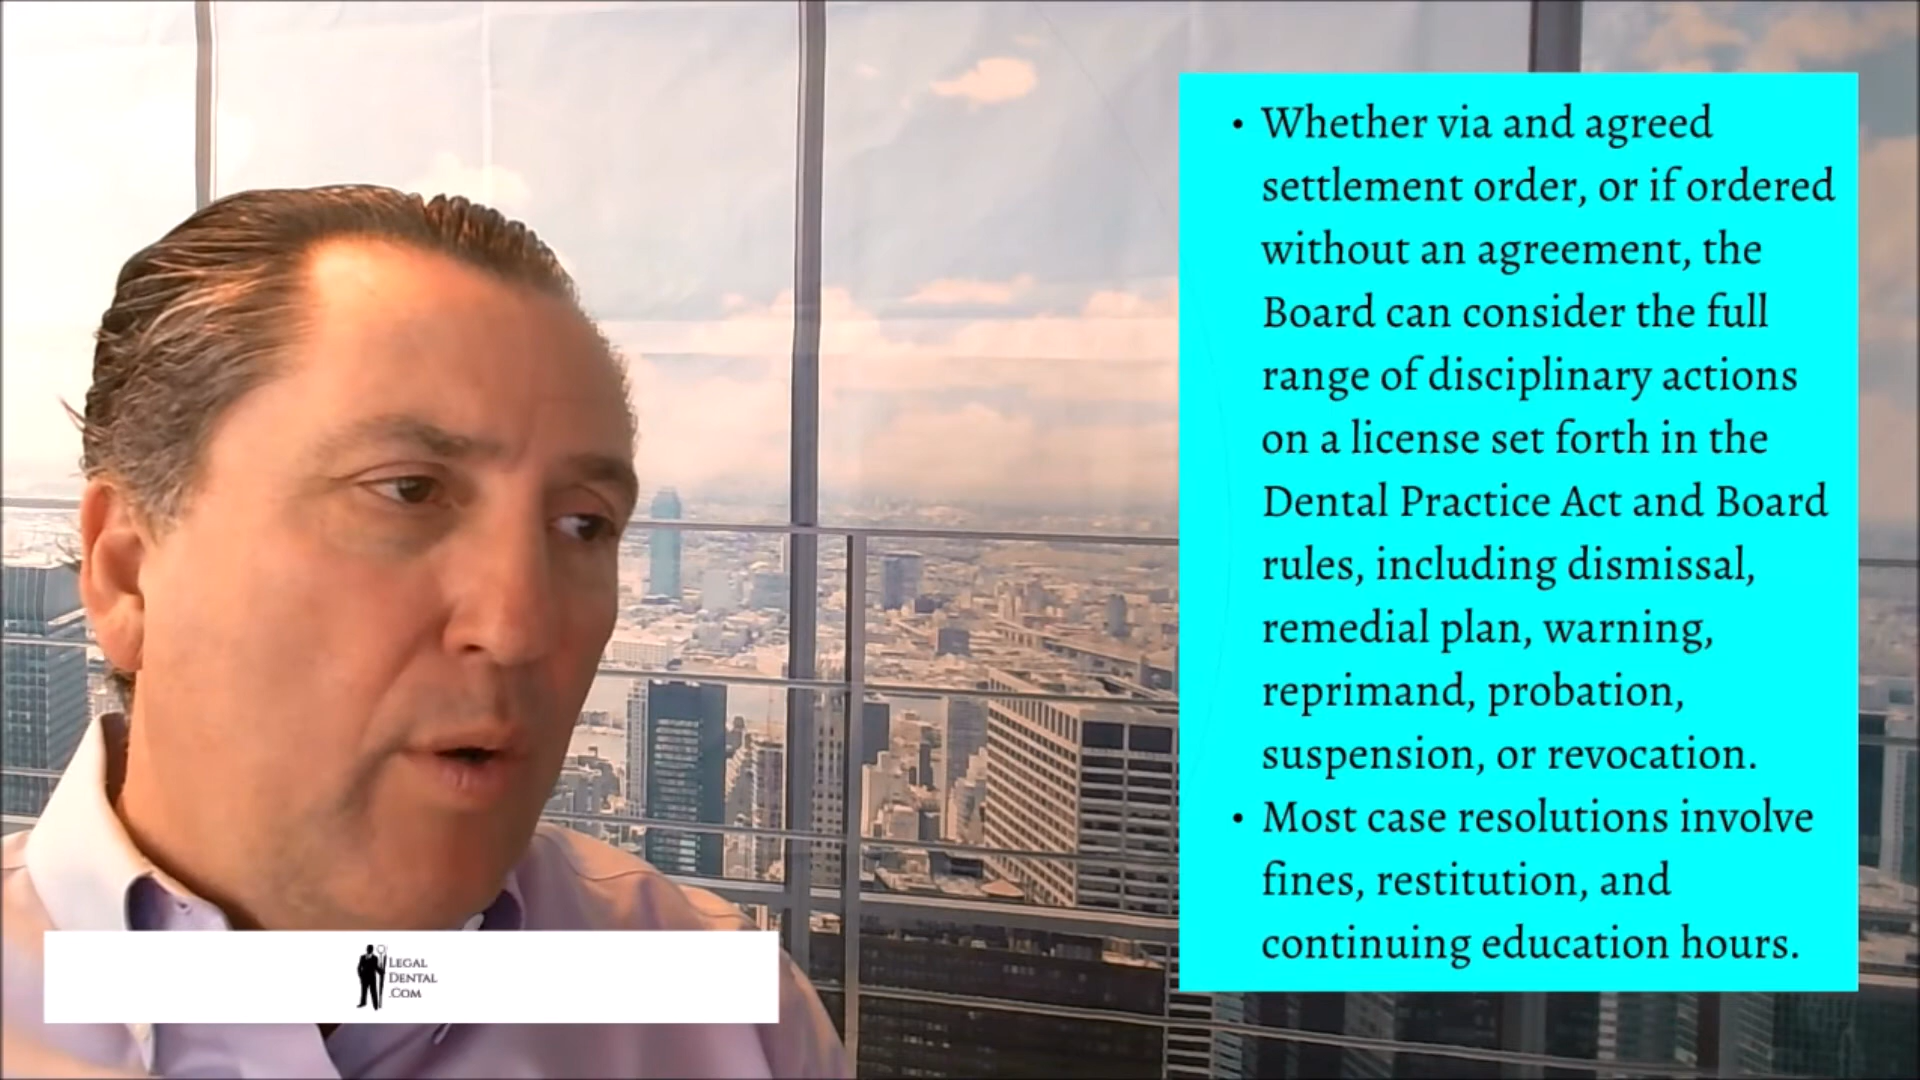 • Whether via and agreed
settlement order, or if ordered
without an agreement, the
Board can consider the full
range of disciplinary actions
on a license set forth in the
Dental Practice Act and Board
rules, including dismissal,
remedial plan, warning,
reprimand, probation,
suspension, or revocation.
• Most case resolutions involve
fines, restitution, and
continuing education hours.
LEGAL
DENTAL
.COM